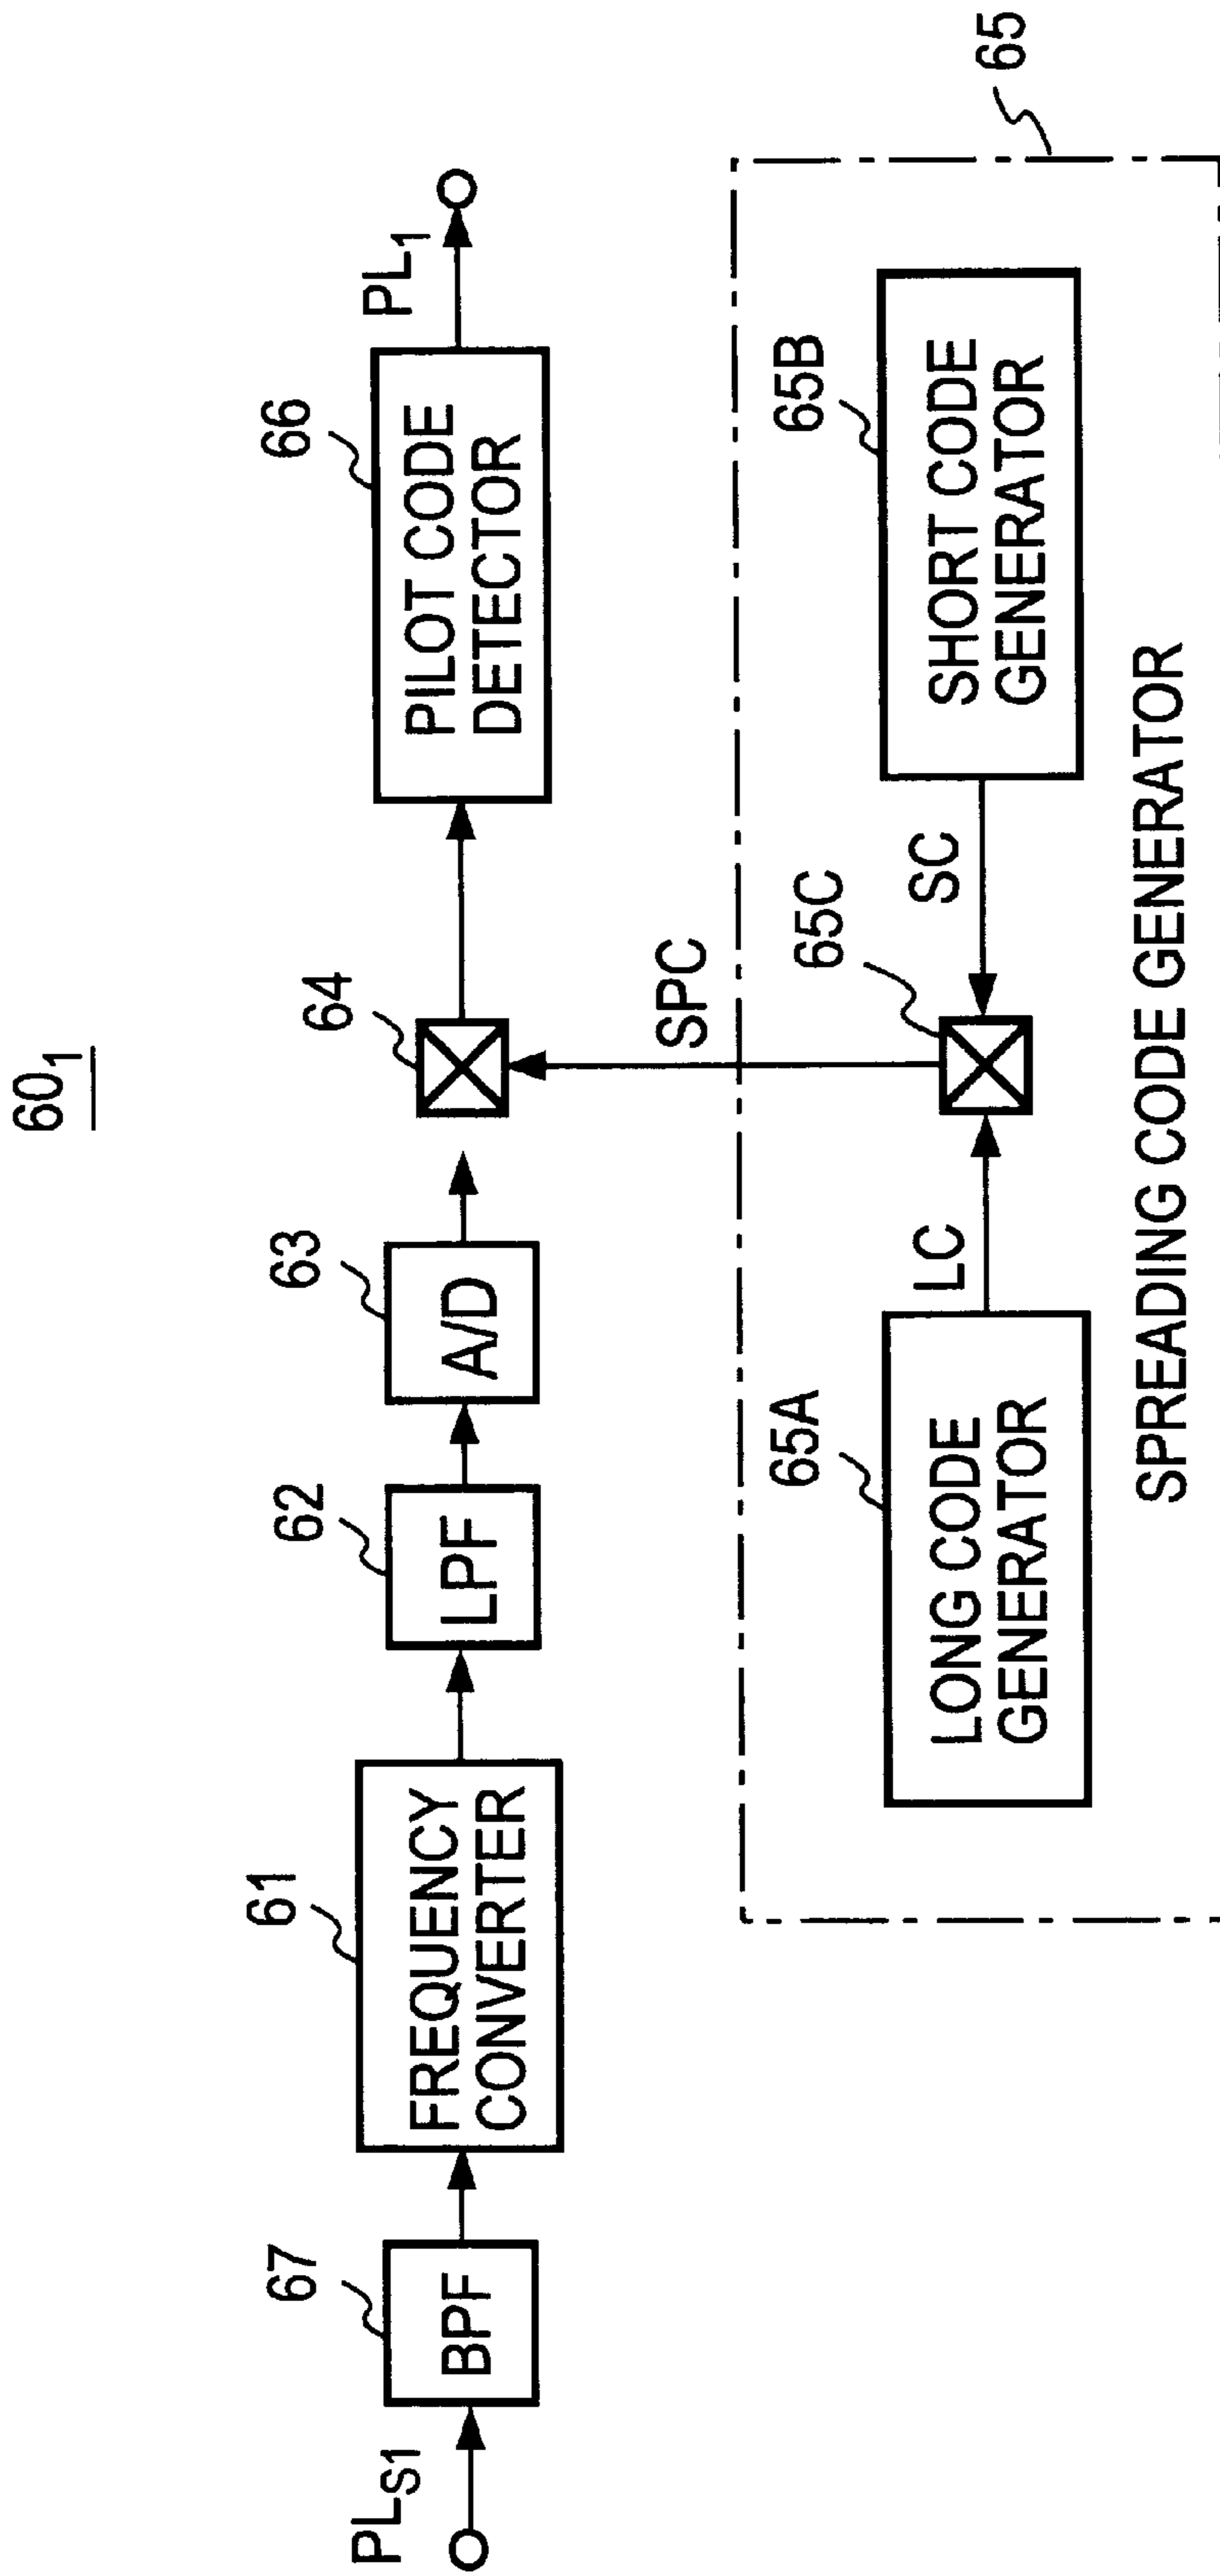 60₁
PL_S1
67
BPF
61
FREQUENCY
CONVERTER
62
LPF
63
A/D
64
66
PILOT CODE
DETECTOR
PL₁
SPC
65
65A
LONG CODE
GENERATOR
LC
65C
SC
65B
SHORT CODE
GENERATOR
SPREADING CODE GENERATOR